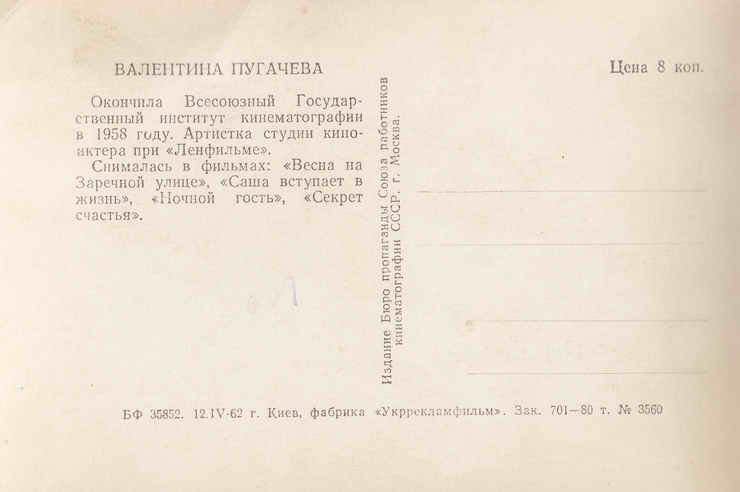 ВАЛЕНТИНА ПУГАЧЕВА
Окончила Всесоюзный Государ-
ственный институт кинематографии
в 1958 году. Артистка студии кино-
актера при «Ленфильме».
Снималась в фильмах: «Весна на
Заречной улице», «Саша вступает в
жизнь», «Ночной гость», «Секрет
счастья».
Издание Бюро пропаганды Союза работников
кинематографии СССР. г. Москва.
Цена 8 коп.
БФ 35852. 12.IV-62 г. Киев, фабрика «Укррекламфильм». Зак. 701—80 т. № 3560